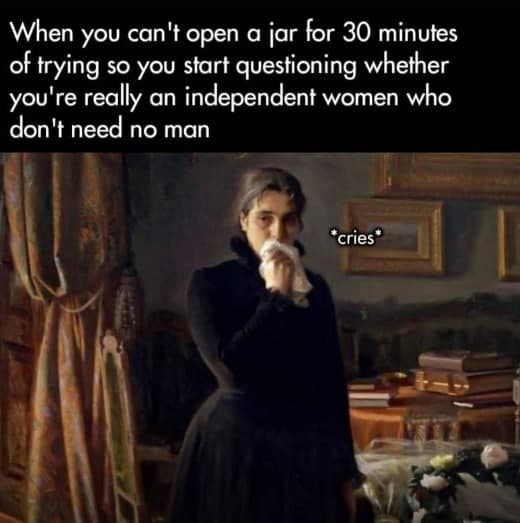 When you can't open a jar for 30 minutes
of trying so you start questioning whether
you're really an independent women who
don't need no man
*cries*